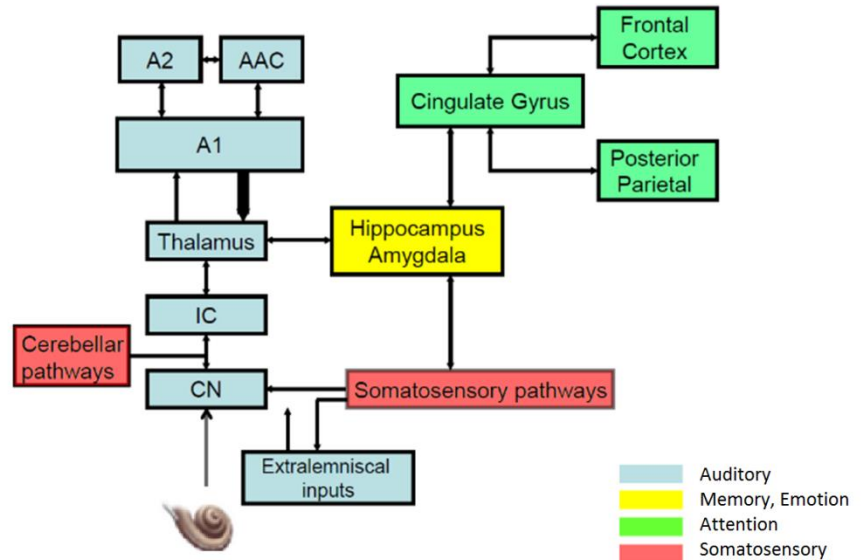 A2
AAC
A1
Thalamus
IC
Cerebellar
pathways
CN
Extralemniscal
inputs
Hippocampus
Amygdala
Somatosensory pathways
Cingulate Gyrus
Frontal
Cortex
Posterior
Parietal
Auditory
Memory, Emotion
Attention
Somatosensory